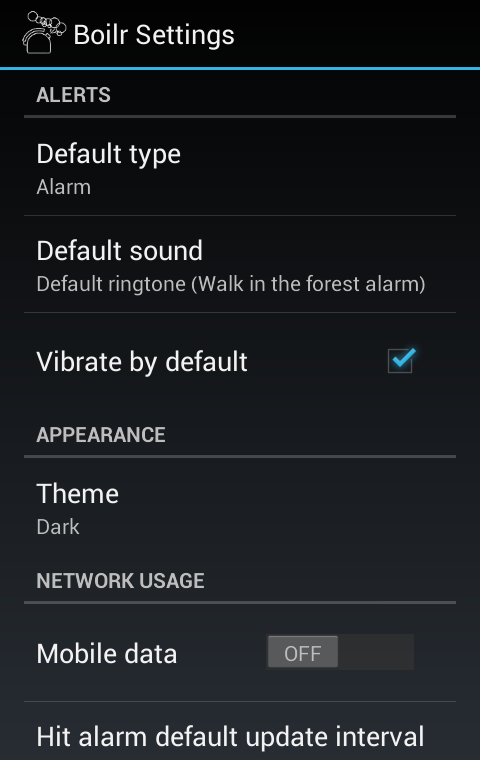 Boilr Settings
ALERTS
Default type
Alarm
Default sound
Default ringtone (Walk in the forest alarm)
Vibrate by default
APPEARANCE
Theme
Dark
NETWORK USAGE
Mobile data
OFF
Hit alarm default update interval